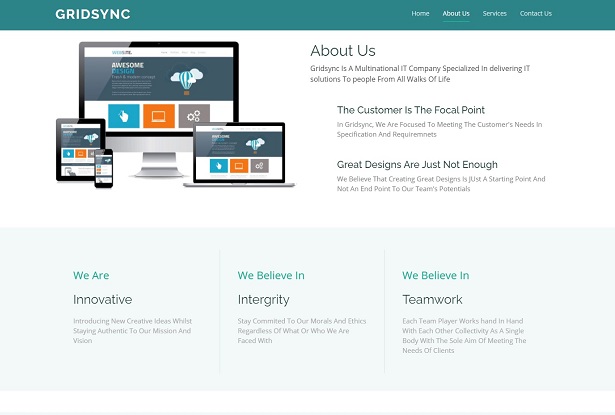 GRIDSYNC
Home About Us Services Contact Us
WEBSITE.
AWESOME
DESIGN
About Us
Gridsync Is A Multinational IT Company Specialized In delivering IT
solutions To people From All Walks Of Life
The Customer Is The Focal Point
In Gridsync, We Are Focused To Meeting The Customer's Needs In
Specification And Requiremnets
Great Designs Are Just Not Enough
We Believe That Creating Great Designs Is JUst A Starting Point And
Not An End Point To Our Team's Potentials
We Are
Innovative
Introducing New Creative Ideas Whilst
Staying Authentic To Our Mission And
Vision
We Believe In
Intergrity
Stay Commited To Our Morals And Ethics
Regardless Of What Or Who We Are
Faced With
We Believe In
Teamwork
Each Team Player Works hand In Hand
With Each Other Collectivity As A Single
Body With The Sole Aim Of Meeting The
Needs Of Clients